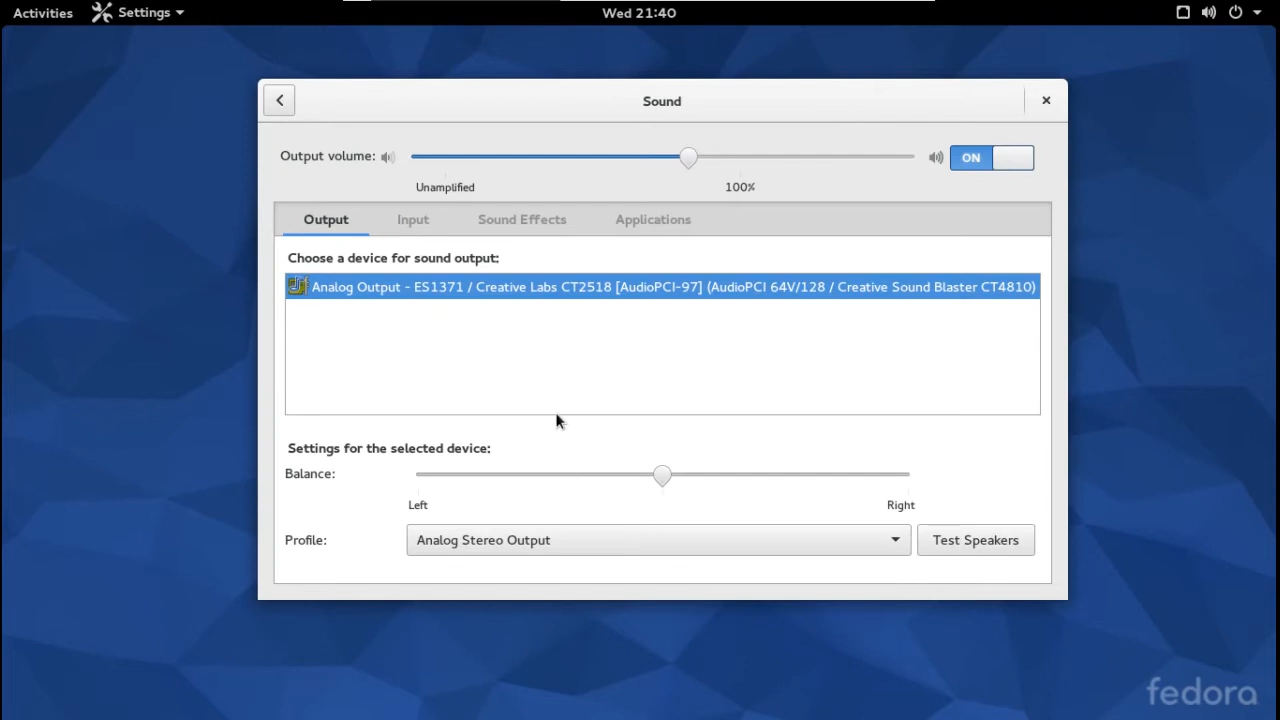 Activities Settings Wed 21:40
Sound
Output volume: ON
Unamplified 100%
Output Input Sound Effects Applications
Choose a device for sound output:
Analog Output - ES1371 / Creative Labs CT2518 [AudioPCI-97] (AudioPCI 64V/128 / Creative Sound Blaster CT4810)
Settings for the selected device:
Balance:
Left Right
Profile: Analog Stereo Output Test Speakers
fedora